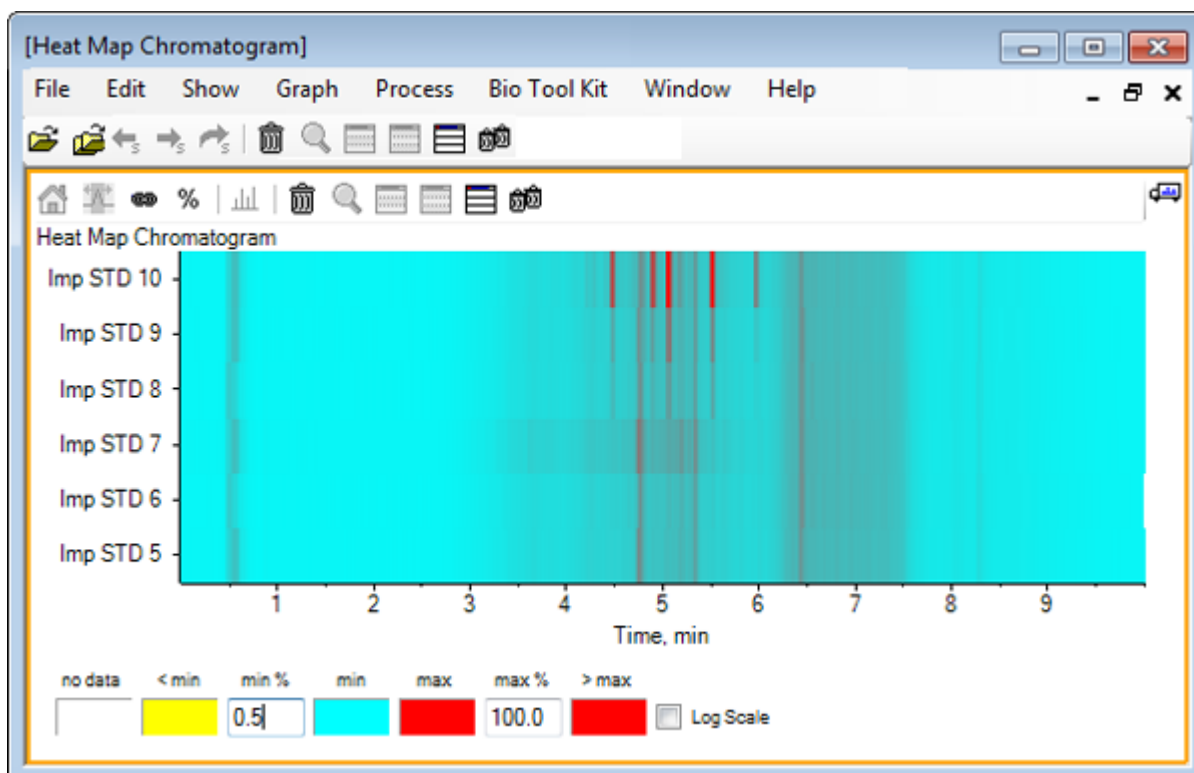 [Heat Map Chromatogram]
File Edit Show Graph Process Bio Tool Kit Window Help
%
Heat Map Chromatogram
Imp STD 10
Imp STD 9
Imp STD 8
Imp STD 7
Imp STD 6
Imp STD 5
1 2 3 4 5 6 7 8 9
Time, min
no data < min min % min max max % > max
0.5 100.0 Log Scale